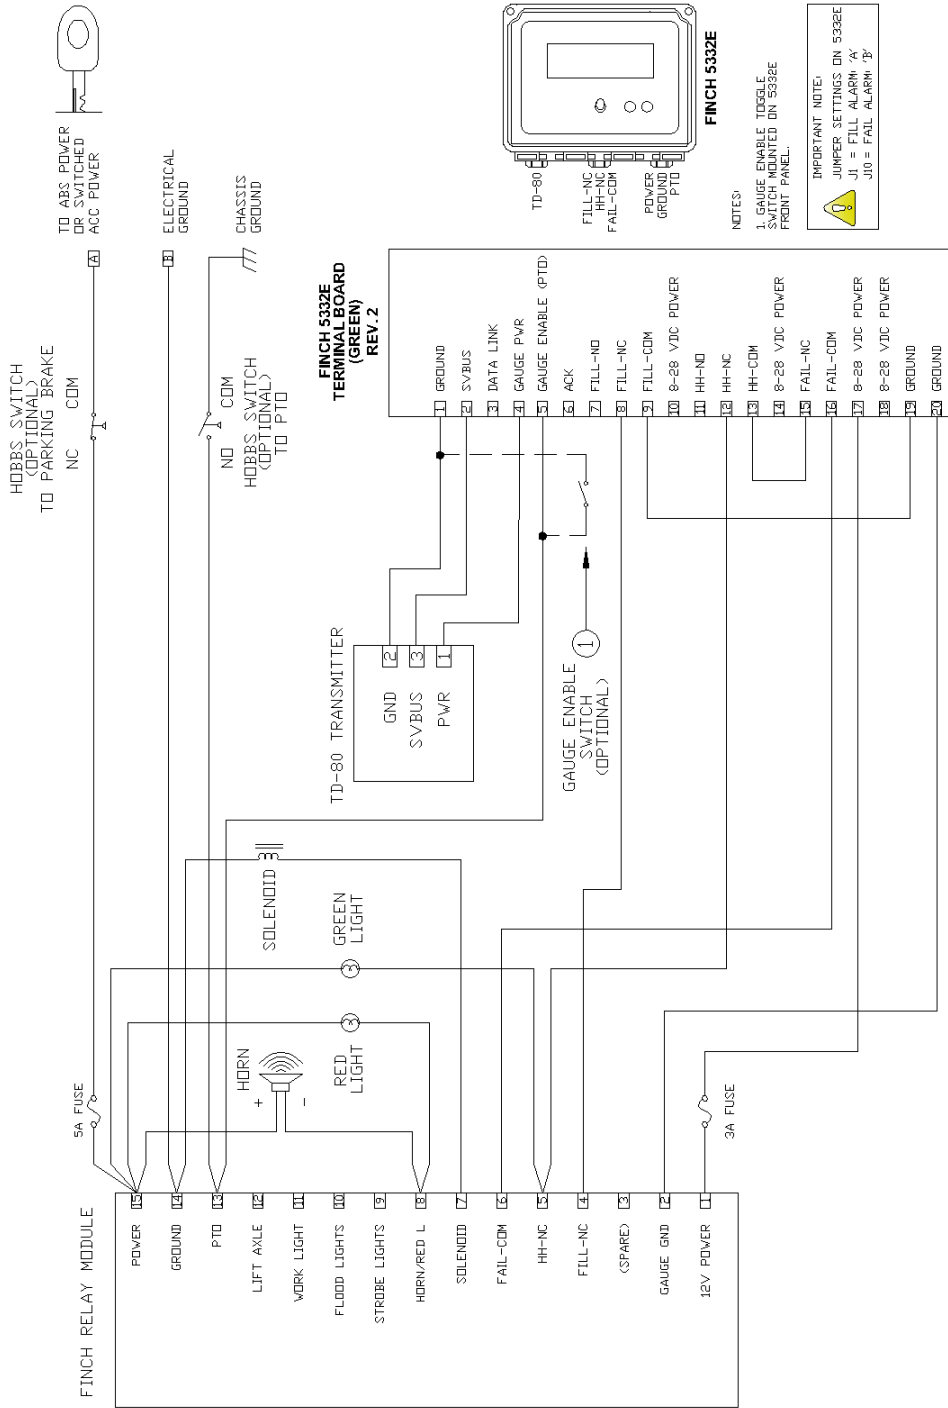 TO ABS POWER
OR SWITCHED
ACC POWER
A
ELECTRICAL
GROUND
B
CHASSIS
GROUND
HOBBS SWITCH
(OPTIONAL)
TO PARKING BRAKE
NC COM
NO COM
HOBBS SWITCH
(OPTIONAL)
TO PTO
FINCH 5332E
TD-80
FILL-NC
HH-NC
FAIL-COM
POWER
GROUND
PTO
NOTES:
1. GAUGE ENABLE TOGGLE
SWITCH MOUNTED ON 5332E
FRONT PANEL.
IMPORTANT NOTE:
JUMPER SETTINGS ON 5332E
J1 = FILL ALARM: 'A'
J10 = FAIL ALARM: 'B'
FINCH 5332E
TERMINAL BOARD
(GREEN)
REV. 2
1 GROUND
2 SVBUS
3 DATA LINK
4 GAUGE PWR
5 GAUGE ENABLE (PTO)
6 ACK
7 FILL-NO
8 FILL-NC
9 FILL-COM
10 8-28 VDC POWER
11 HH-NO
12 HH-NC
13 HH-COM
14 8-28 VDC POWER
15 FAIL-NC
16 FAIL-COM
17 8-28 VDC POWER
18 8-28 VDC POWER
19 GROUND
20 GROUND
TD-80 TRANSMITTER
GND 2
SVBUS 3
PWR 1
GAUGE ENABLE
SWITCH
(OPTIONAL)
1
SOLENOID
GREEN
LIGHT
RED
LIGHT
HORN
+
-
5A FUSE
3A FUSE
FINCH RELAY MODULE
POWER 15
GROUND 14
PTO 13
LIFT AXLE 12
WORK LIGHT 11
FLOOD LIGHTS 10
STROBE LIGHTS 9
HORN/RED L 8
SOLENOID 7
FAIL-COM 6
HH-NC 5
FILL-NC 4
(SPARE) 3
GAUGE GND 2
12V POWER 1